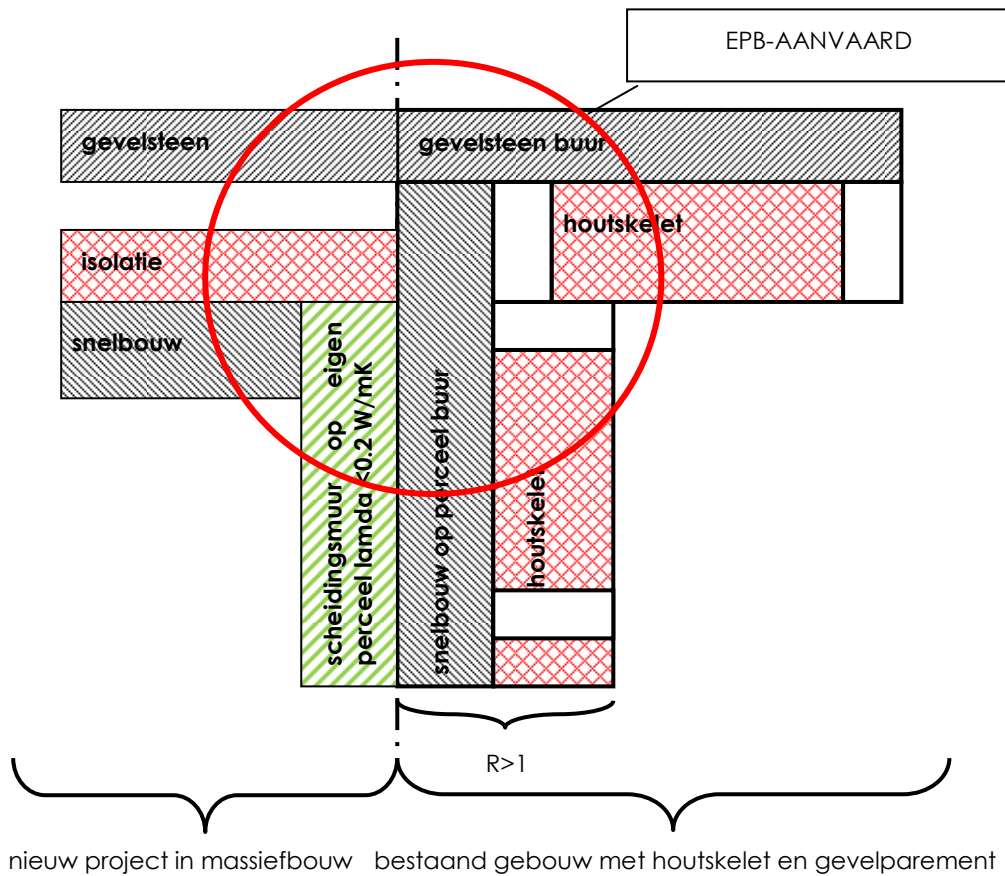 EPB-AANVAARD
gevelsteen
gevelsteen buur
isolatie
houtskelet
snelbouw
scheidingsmuur op eigen
perceel lamda <0.2 W/mK
snelbouw op perceel buur
houtskelet
R>1
nieuw project in massiefbouw
bestaand gebouw met houtskelet en gevelparement